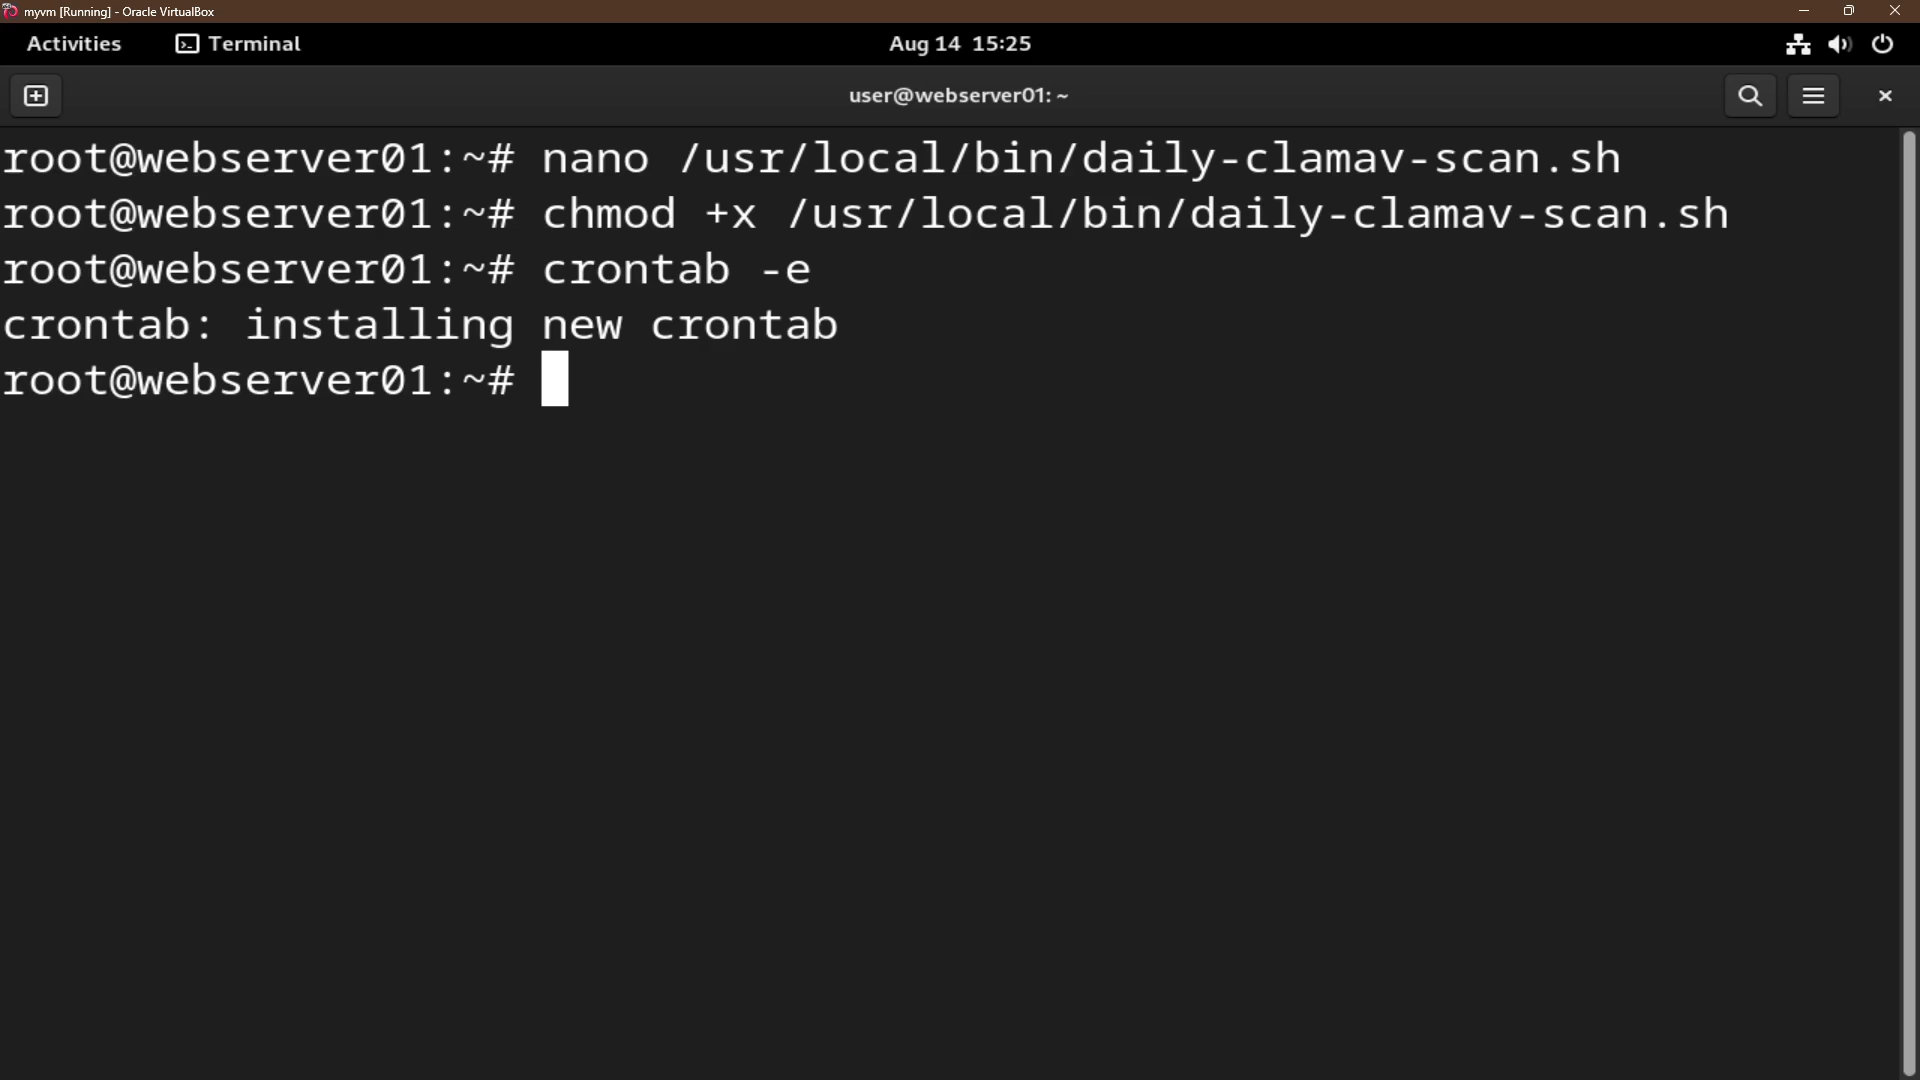 myvm [Running] - Oracle VirtualBox
Activities Terminal Aug 14 15:25
user@webserver01: ~
root@webserver01:~# nano /usr/local/bin/daily-clamav-scan.sh
root@webserver01:~# chmod +x /usr/local/bin/daily-clamav-scan.sh
root@webserver01:~# crontab -e
crontab: installing new crontab
root@webserver01:~#